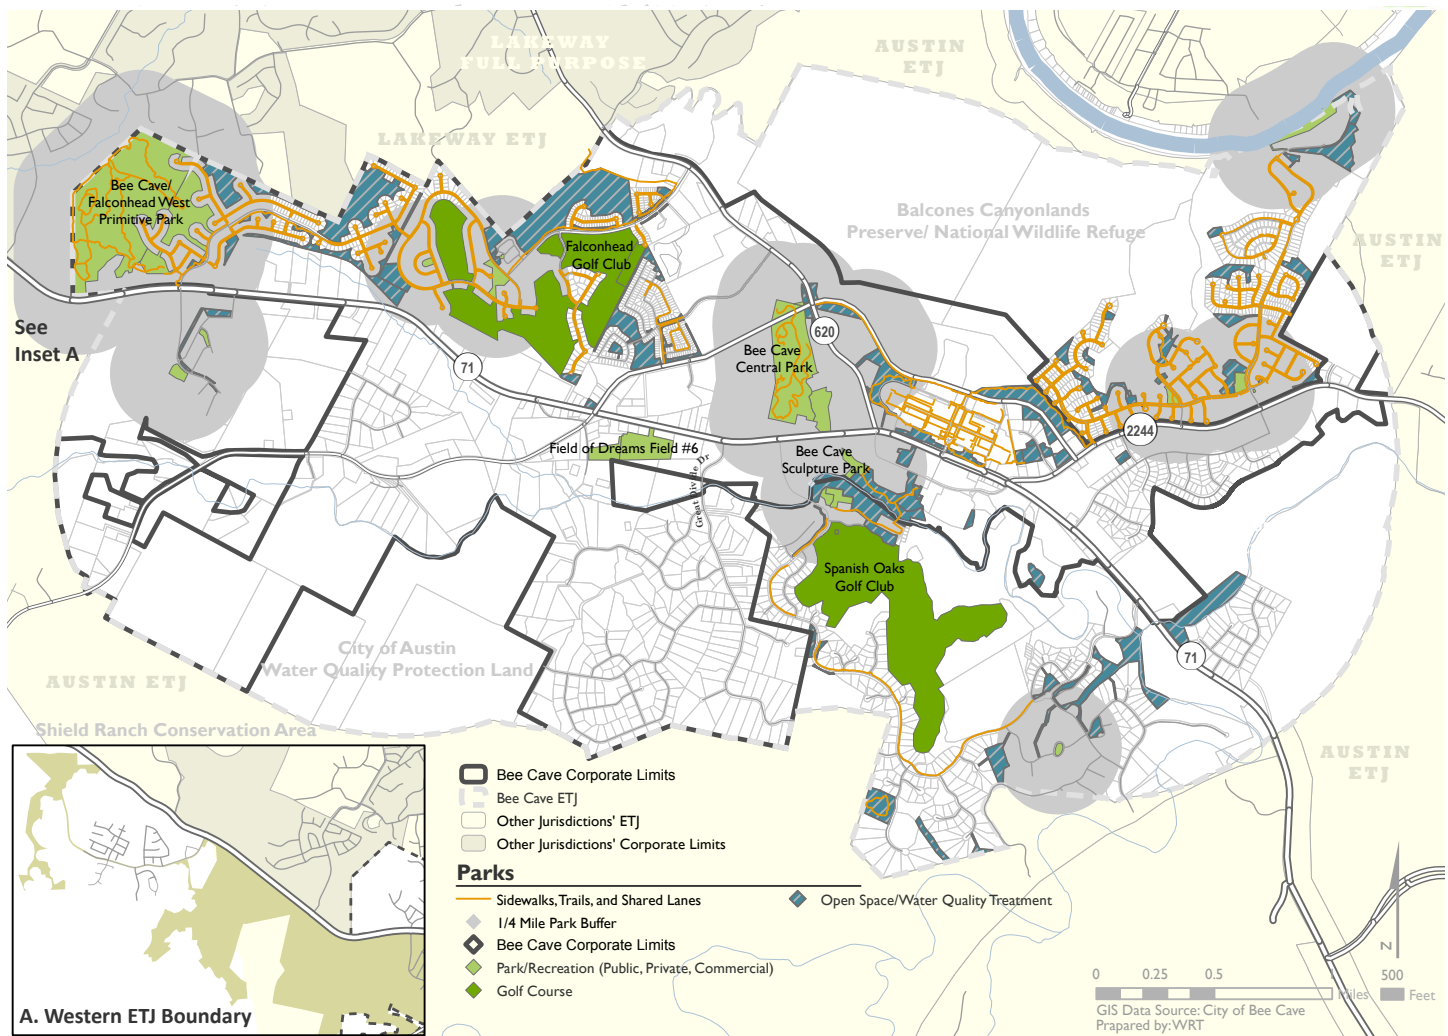 LAKEWAY
FULL PURPOSE
AUSTIN
ETJ
LAKEWAY ETJ
Bee Cave/
Falconhead West
Primitive Park
Balcones Canyonlands
Preserve/ National Wildlife Refuge
AUSTIN
ETJ
Falconhead
Golf Club
See
Inset A
620
Bee Cave
Central Park
71
2244
Field of Dreams Field #6
Bee Cave
Sculpture Park
Great Divide Dr
Spanish Oaks
Golf Club
City of Austin
Water Quality Protection Land
71
AUSTIN ETJ
Shield Ranch Conservation Area
AUSTIN
ETJ
Bee Cave Corporate Limits
Bee Cave ETJ
Other Jurisdictions' ETJ
Other Jurisdictions' Corporate Limits
Parks
Sidewalks, Trails, and Shared Lanes
Open Space/Water Quality Treatment
1/4 Mile Park Buffer
Bee Cave Corporate Limits
Park/Recreation (Public, Private, Commercial)
Golf Course
A. Western ETJ Boundary
N
0 0.25 0.5 1 500
Miles Feet
GIS Data Source: City of Bee Cave
Prapared by: WRT